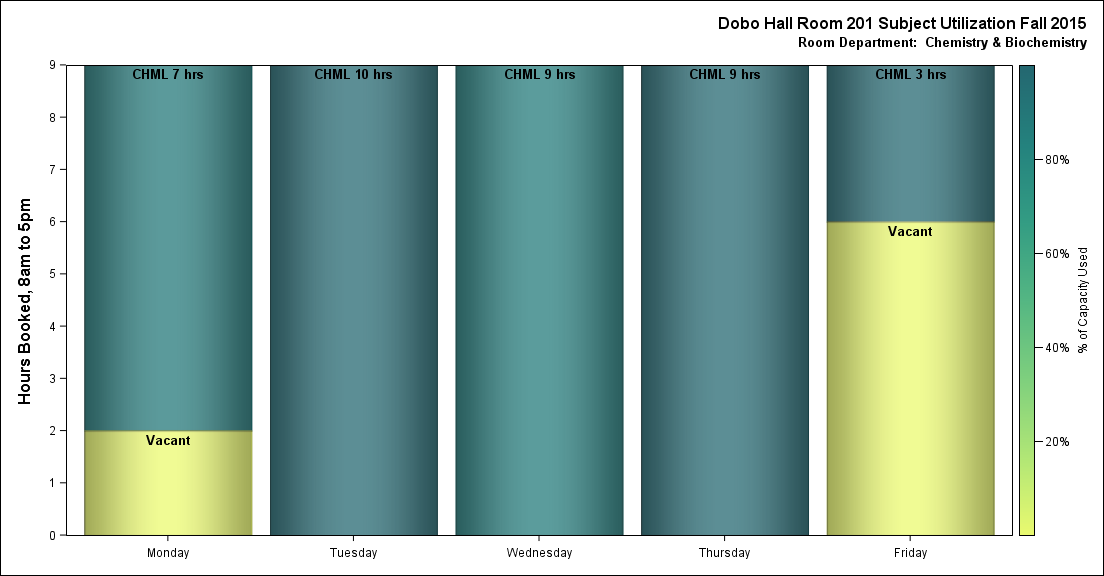 Dobo Hall Room 201 Subject Utilization Fall 2015
Room Department:  Chemistry & Biochemistry
Hours Booked, 8am to 5pm
9
8
7
6
5
4
3
2
1
0
CHML 7 hrs
CHML 10 hrs
CHML 9 hrs
CHML 9 hrs
CHML 3 hrs
Vacant
Vacant
Monday
Tuesday
Wednesday
Thursday
Friday
80%
60%
40%
20%
% of Capacity Used